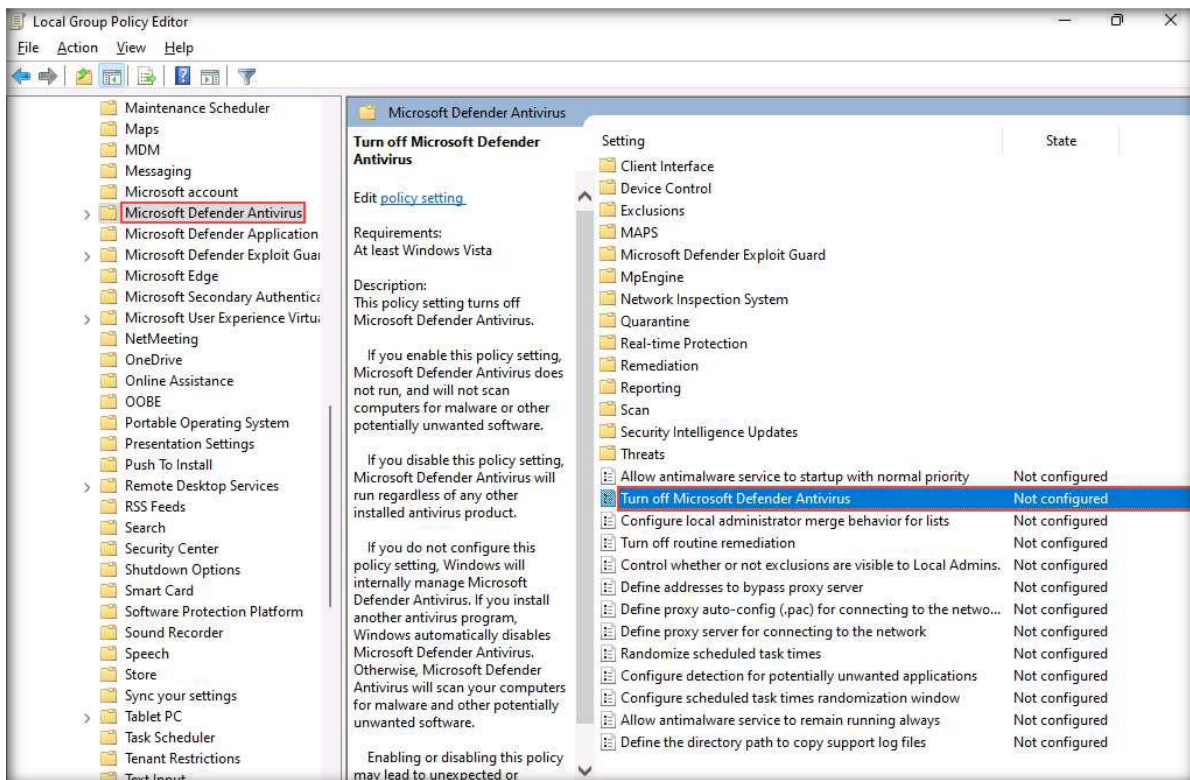 Local Group Policy Editor
File Action View Help
Maintenance Scheduler
Maps
MDM
Messaging
Microsoft account
Microsoft Defender Antivirus
Microsoft Defender Application
Microsoft Defender Exploit Guar
Microsoft Edge
Microsoft Secondary Authentica
Microsoft User Experience Virtua
NetMeeting
OneDrive
Online Assistance
OOBE
Portable Operating System
Presentation Settings
Push To Install
Remote Desktop Services
RSS Feeds
Search
Security Center
Shutdown Options
Smart Card
Software Protection Platform
Sound Recorder
Speech
Store
Sync your settings
Tablet PC
Task Scheduler
Tenant Restrictions
Text Input
Microsoft Defender Antivirus
Turn off Microsoft Defender
Antivirus
Edit policy setting
Requirements:
At least Windows Vista
Description:
This policy setting turns off
Microsoft Defender Antivirus.
If you enable this policy setting,
Microsoft Defender Antivirus does
not run, and will not scan
computers for malware or other
potentially unwanted software.
If you disable this policy setting,
Microsoft Defender Antivirus will
run regardless of any other
installed antivirus product.
If you do not configure this
policy setting, Windows will
internally manage Microsoft
Defender Antivirus. If you install
another antivirus program,
Windows automatically disables
Microsoft Defender Antivirus.
Otherwise, Microsoft Defender
Antivirus will scan your computers
for malware and other potentially
unwanted software.
Enabling or disabling this policy
may lead to unexpected or
Setting State
Client Interface
Device Control
Exclusions
MAPS
Microsoft Defender Exploit Guard
MpEngine
Network Inspection System
Quarantine
Real-time Protection
Remediation
Reporting
Scan
Security Intelligence Updates
Threats
Allow antimalware service to startup with normal priority Not configured
Turn off Microsoft Defender Antivirus Not configured
Configure local administrator merge behavior for lists Not configured
Turn off routine remediation Not configured
Control whether or not exclusions are visible to Local Admins. Not configured
Define addresses to bypass proxy server Not configured
Define proxy auto-config (.pac) for connecting to the netwo... Not configured
Define proxy server for connecting to the network Not configured
Randomize scheduled task times Not configured
Configure detection for potentially unwanted applications Not configured
Configure scheduled task times randomization window Not configured
Allow antimalware service to remain running always Not configured
Define the directory path to copy support log files Not configured